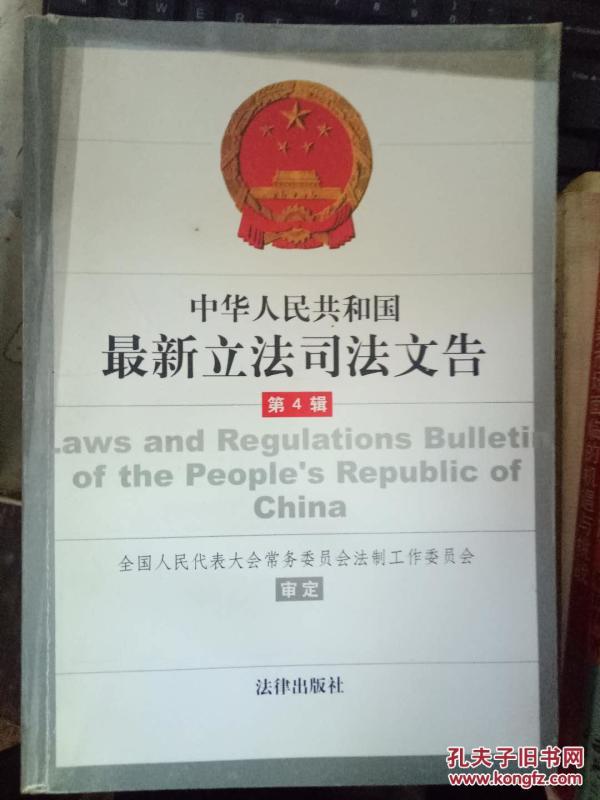 中华人民共和国
最新立法司法文告
第4辑
Laws and Regulations Bulletin
of the People's Republic of
China
全国人民代表大会常务委员会法制工作委员会
审定
法律出版社
孔夫子旧书网
www.kongfz.com